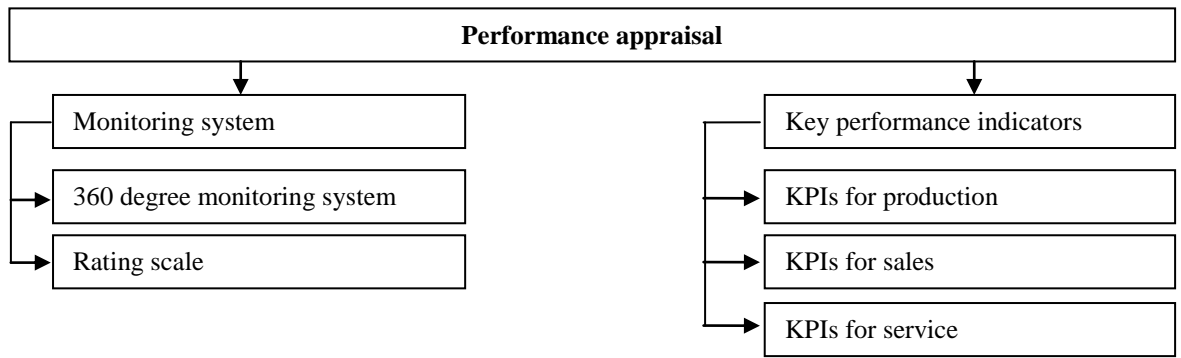 Performance appraisal
Monitoring system
360 degree monitoring system
Rating scale
Key performance indicators
KPIs for production
KPIs for sales
KPIs for service